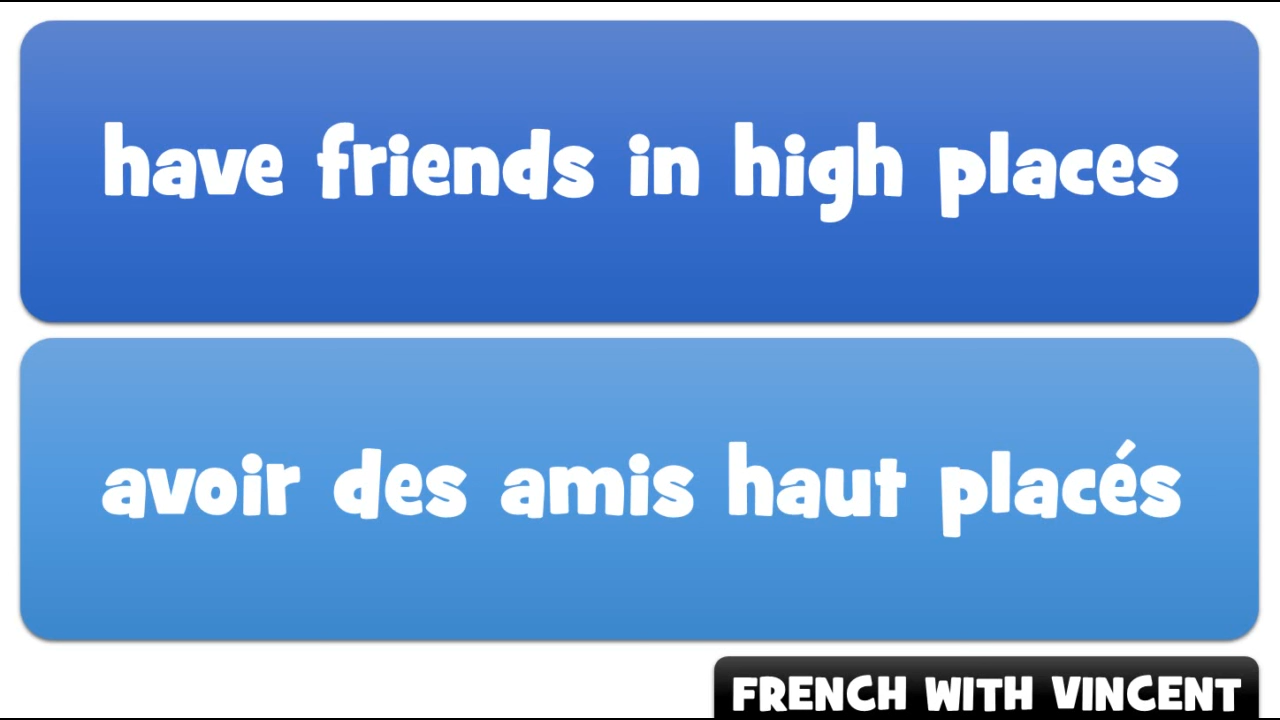 have friends in high places
avoir des amis haut placés
FRENCH WITH VINCENT